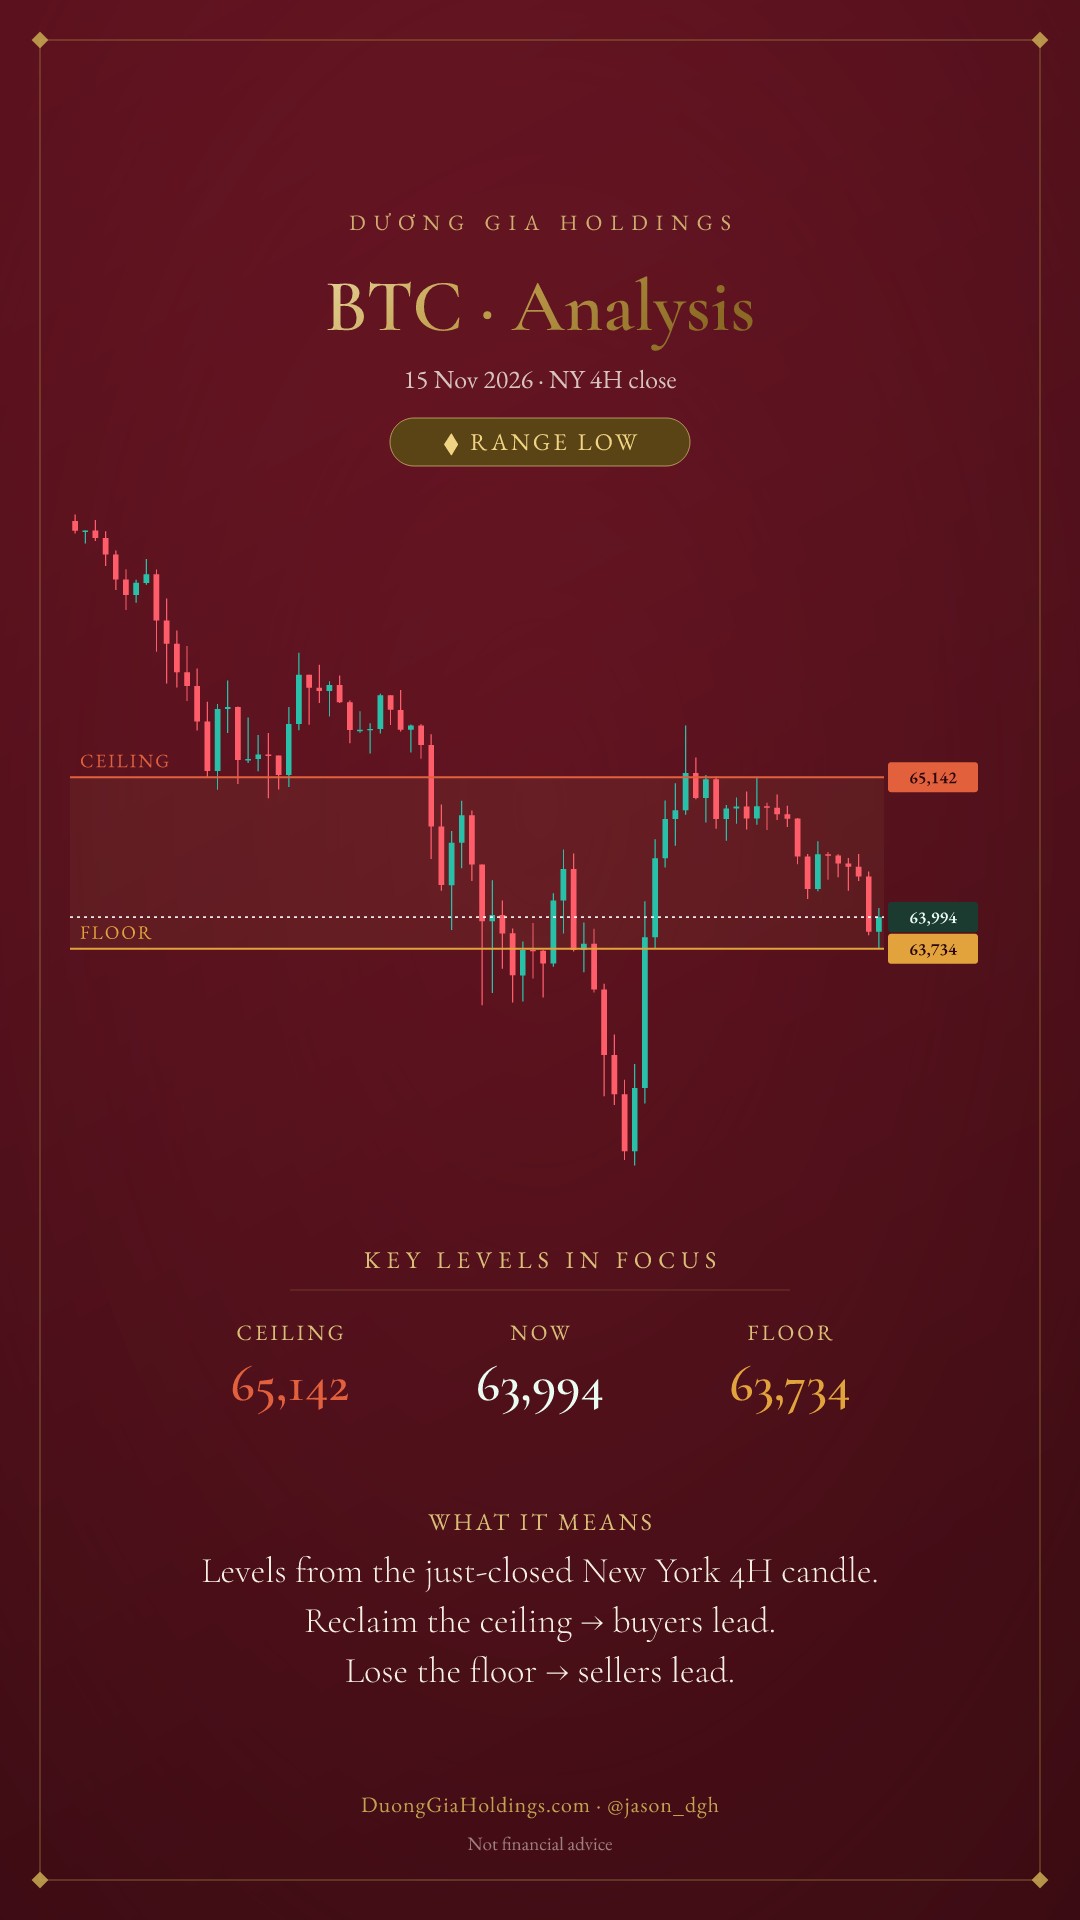 DƯƠNG GIA HOLDINGS
BTC · Analysis
15 Nov 2026 · NY 4H close
♦ RANGE LOW
CEILING
65,142
63,994
FLOOR
63,734
KEY LEVELS IN FOCUS
CEILING NOW FLOOR
65,142 63,994 63,734
WHAT IT MEANS
Levels from the just-closed New York 4H candle.
Reclaim the ceiling → buyers lead.
Lose the floor → sellers lead.
DuongGiaHoldings.com · @jason_dgh
Not financial advice